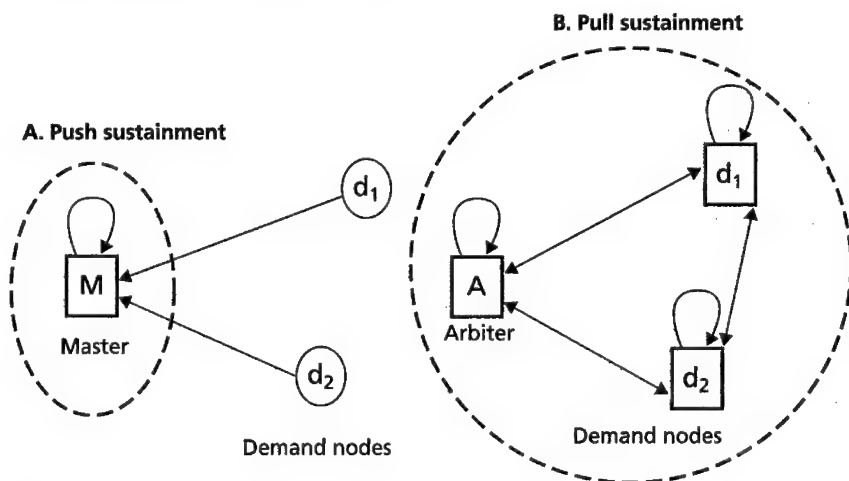 B. Pull sustainment
A. Push sustainment
d1
d1
M
A
Master
Arbiter
d2
d2
Demand nodes
Demand nodes